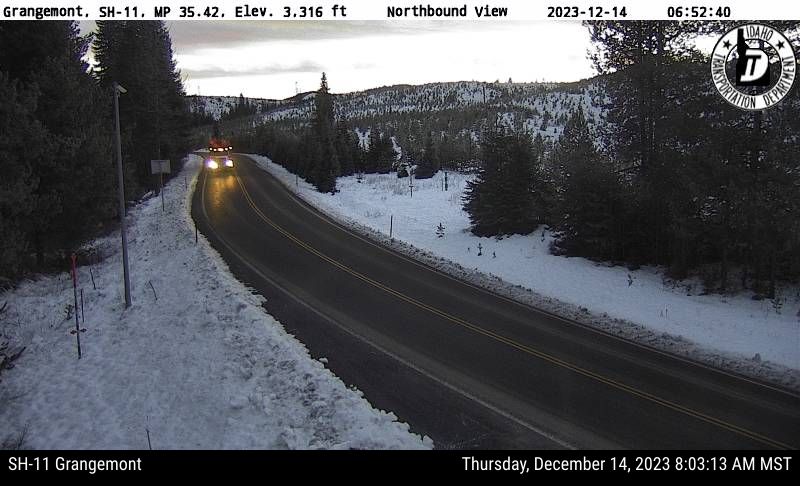 Grangemont, SH-11, MP 35.42, Elev. 3,316 ft Northbound View 2023-12-14 06:52:40
IDAHO
TRANSPORTATION DEPARTMENT
SH-11 Grangemont Thursday, December 14, 2023 8:03:13 AM MST